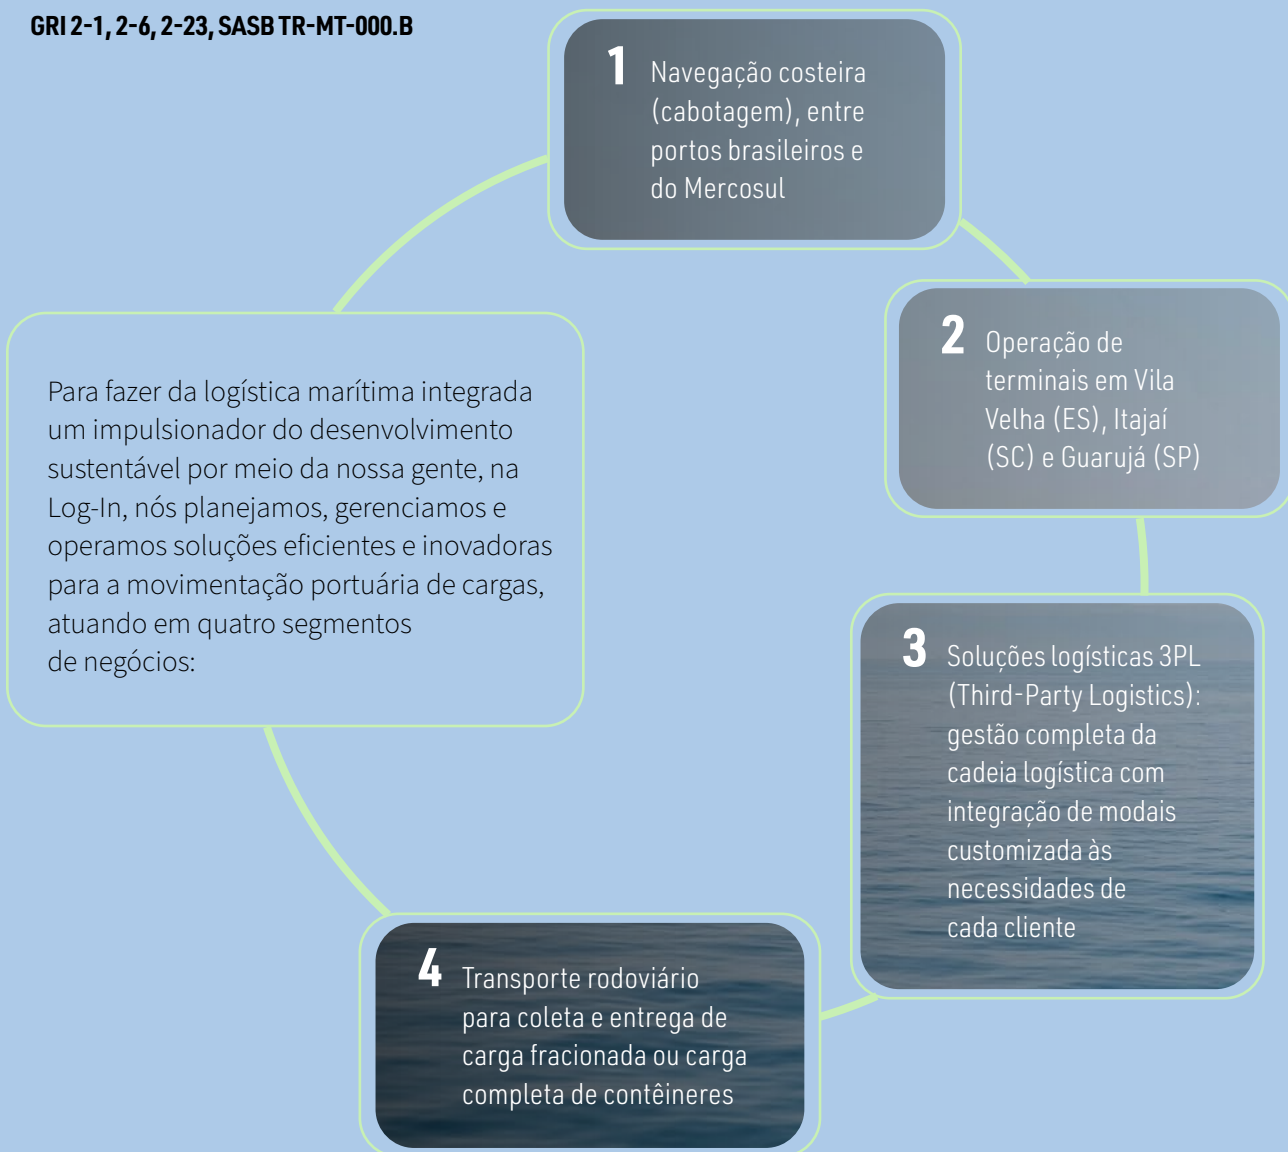 GRI 2-1, 2-6, 2-23, SASB TR-MT-000.B
Para fazer da logística marítima integrada
um impulsionador do desenvolvimento
sustentável por meio da nossa gente, na
Log-In, nós planejamos, gerenciamos e
operamos soluções eficientes e inovadoras
para a movimentação portuária de cargas,
atuando em quatro segmentos
de negócios:
1 Navegação costeira
(cabotagem), entre
portos brasileiros e
do Mercosul
2 Operação de
terminais em Vila
Velha (ES), Itajaí
(SC) e Guarujá (SP)
3 Soluções logísticas 3PL
(Third-Party Logistics):
gestão completa da
cadeia logística com
integração de modais
customizada às
necessidades de
cada cliente
4 Transporte rodoviário
para coleta e entrega de
carga fracionada ou carga
completa de contêineres